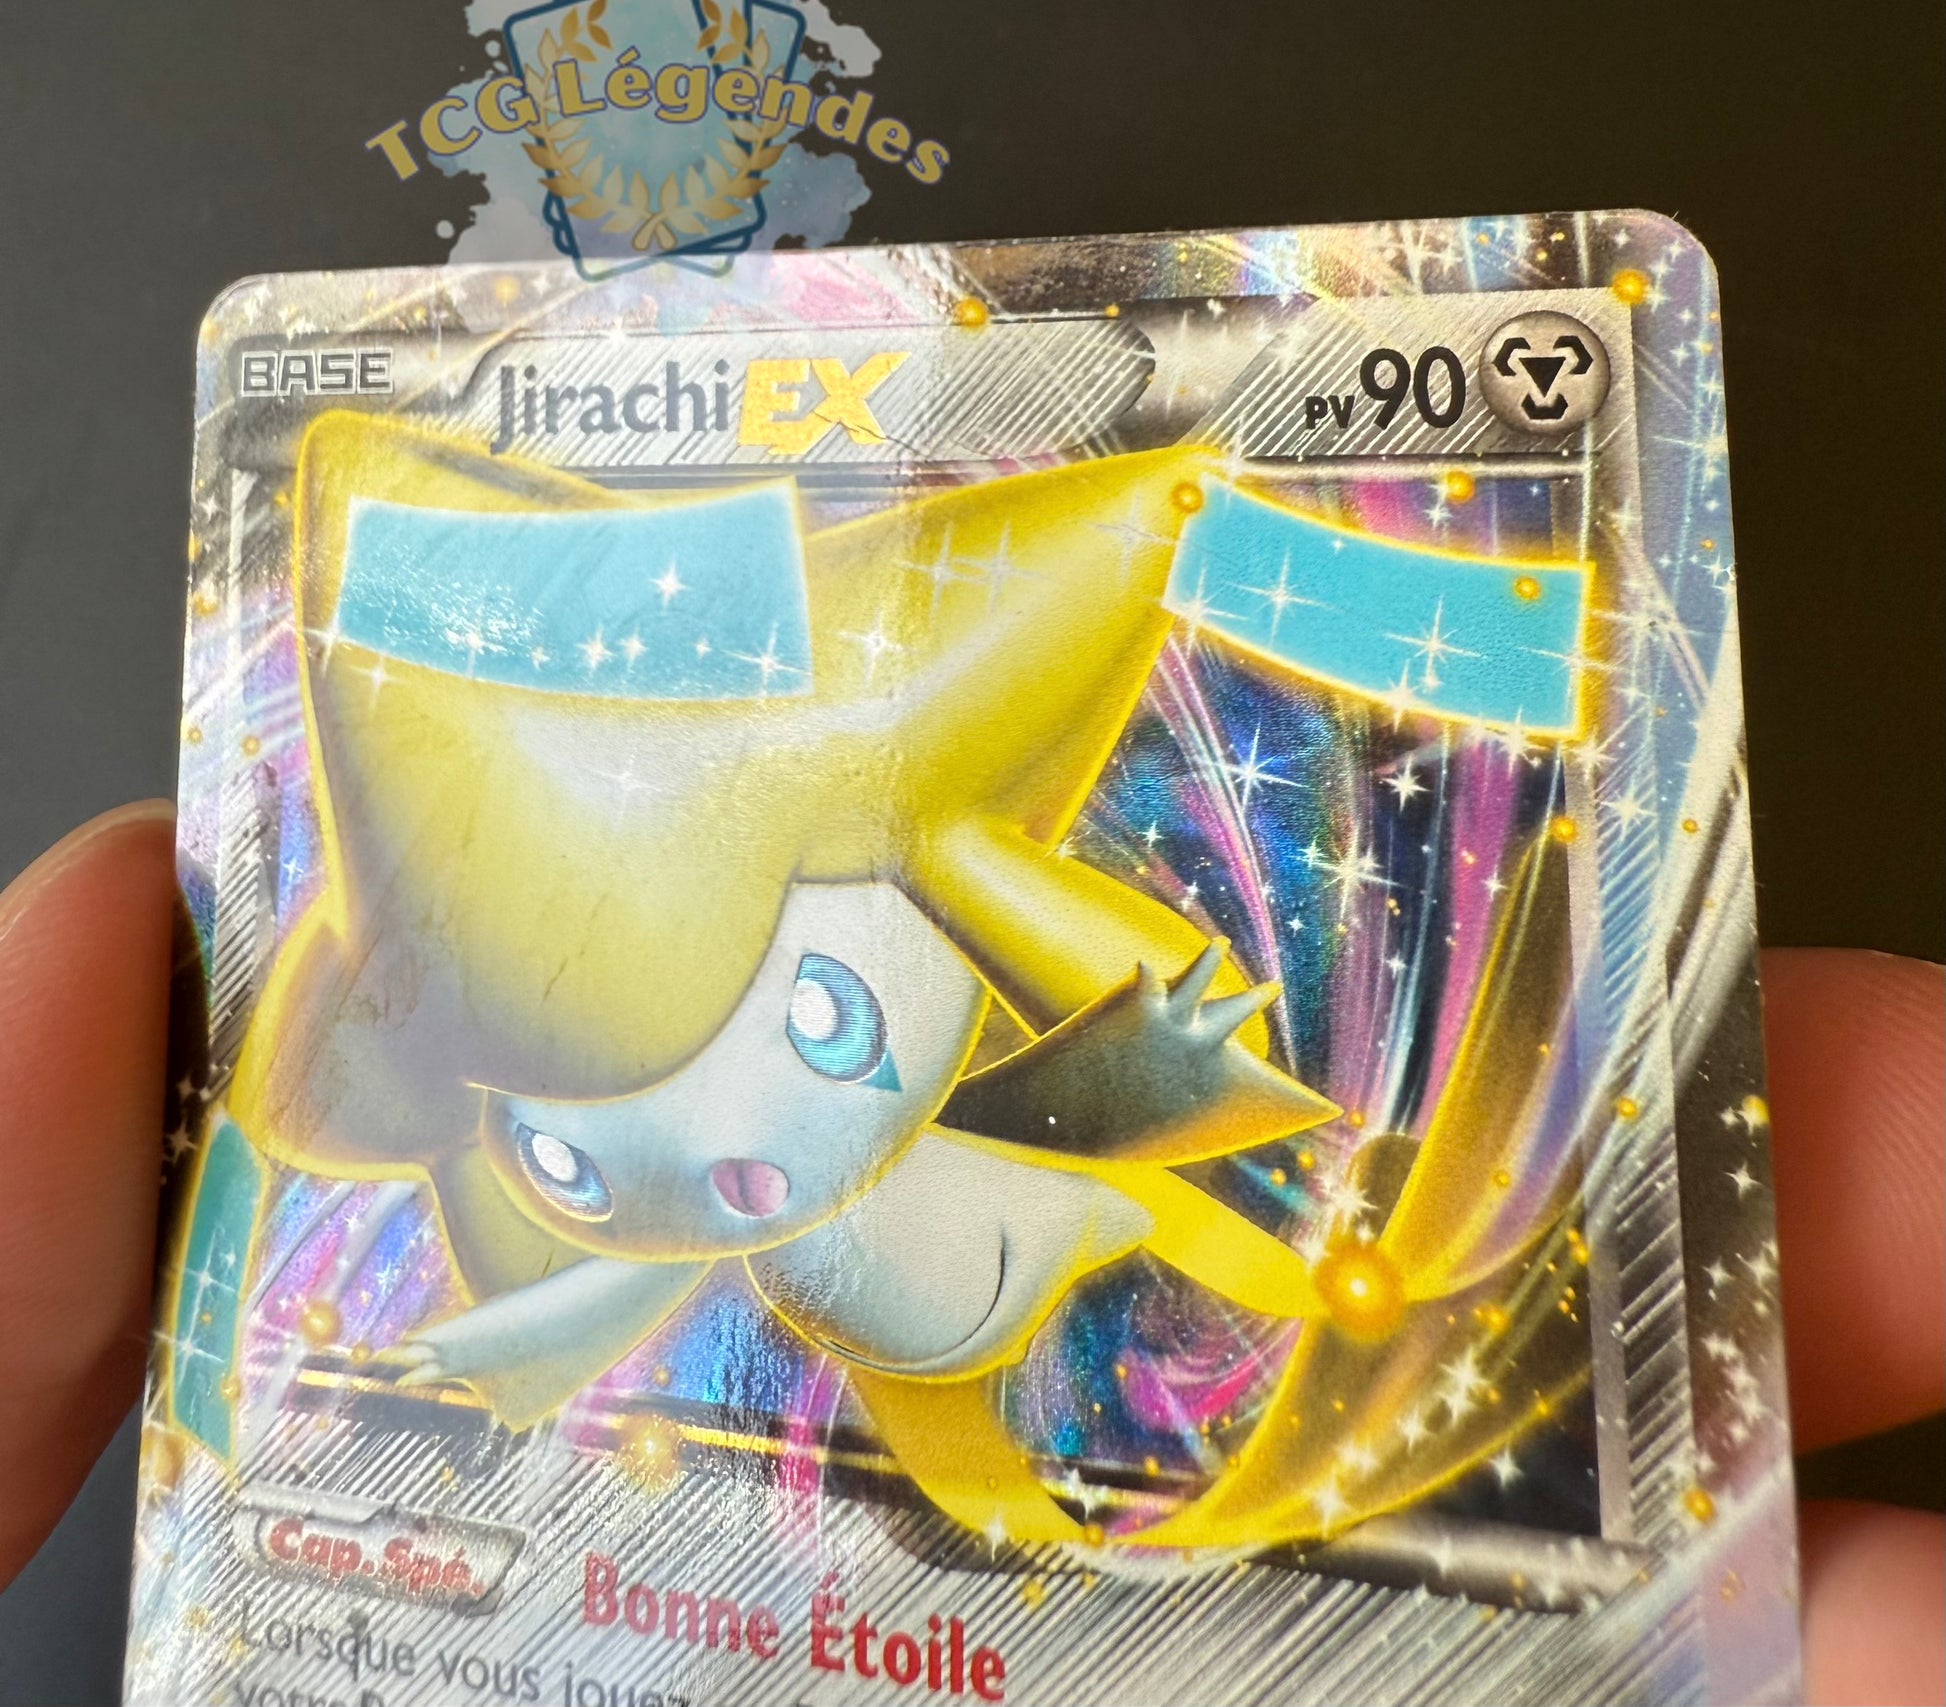 TCG Légendes
BASE Jirachi EX PV 90
Cap. Spé. Bonne Étoile
Lorsque vous jouez